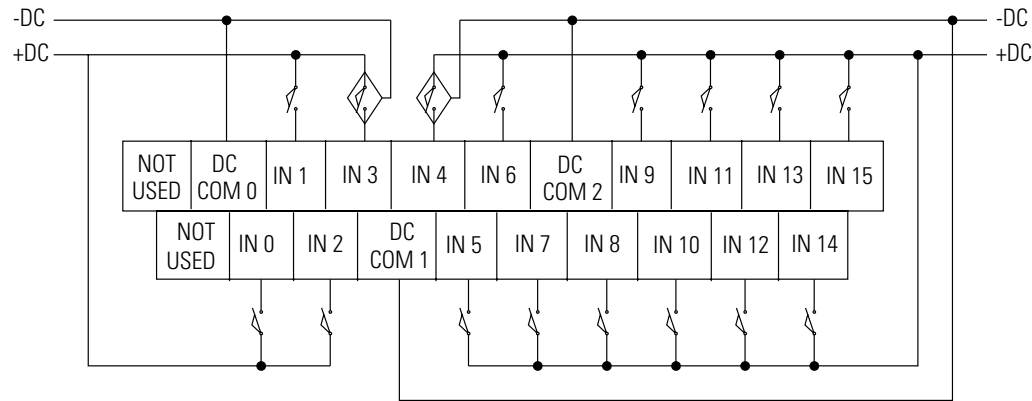 -DC
-DC
+DC
+DC
NOT USED
DC COM 0
IN 1
IN 3
IN 4
IN 6
DC COM 2
IN 9
IN 11
IN 13
IN 15
NOT USED
IN 0
IN 2
DC COM 1
IN 5
IN 7
IN 8
IN 10
IN 12
IN 14